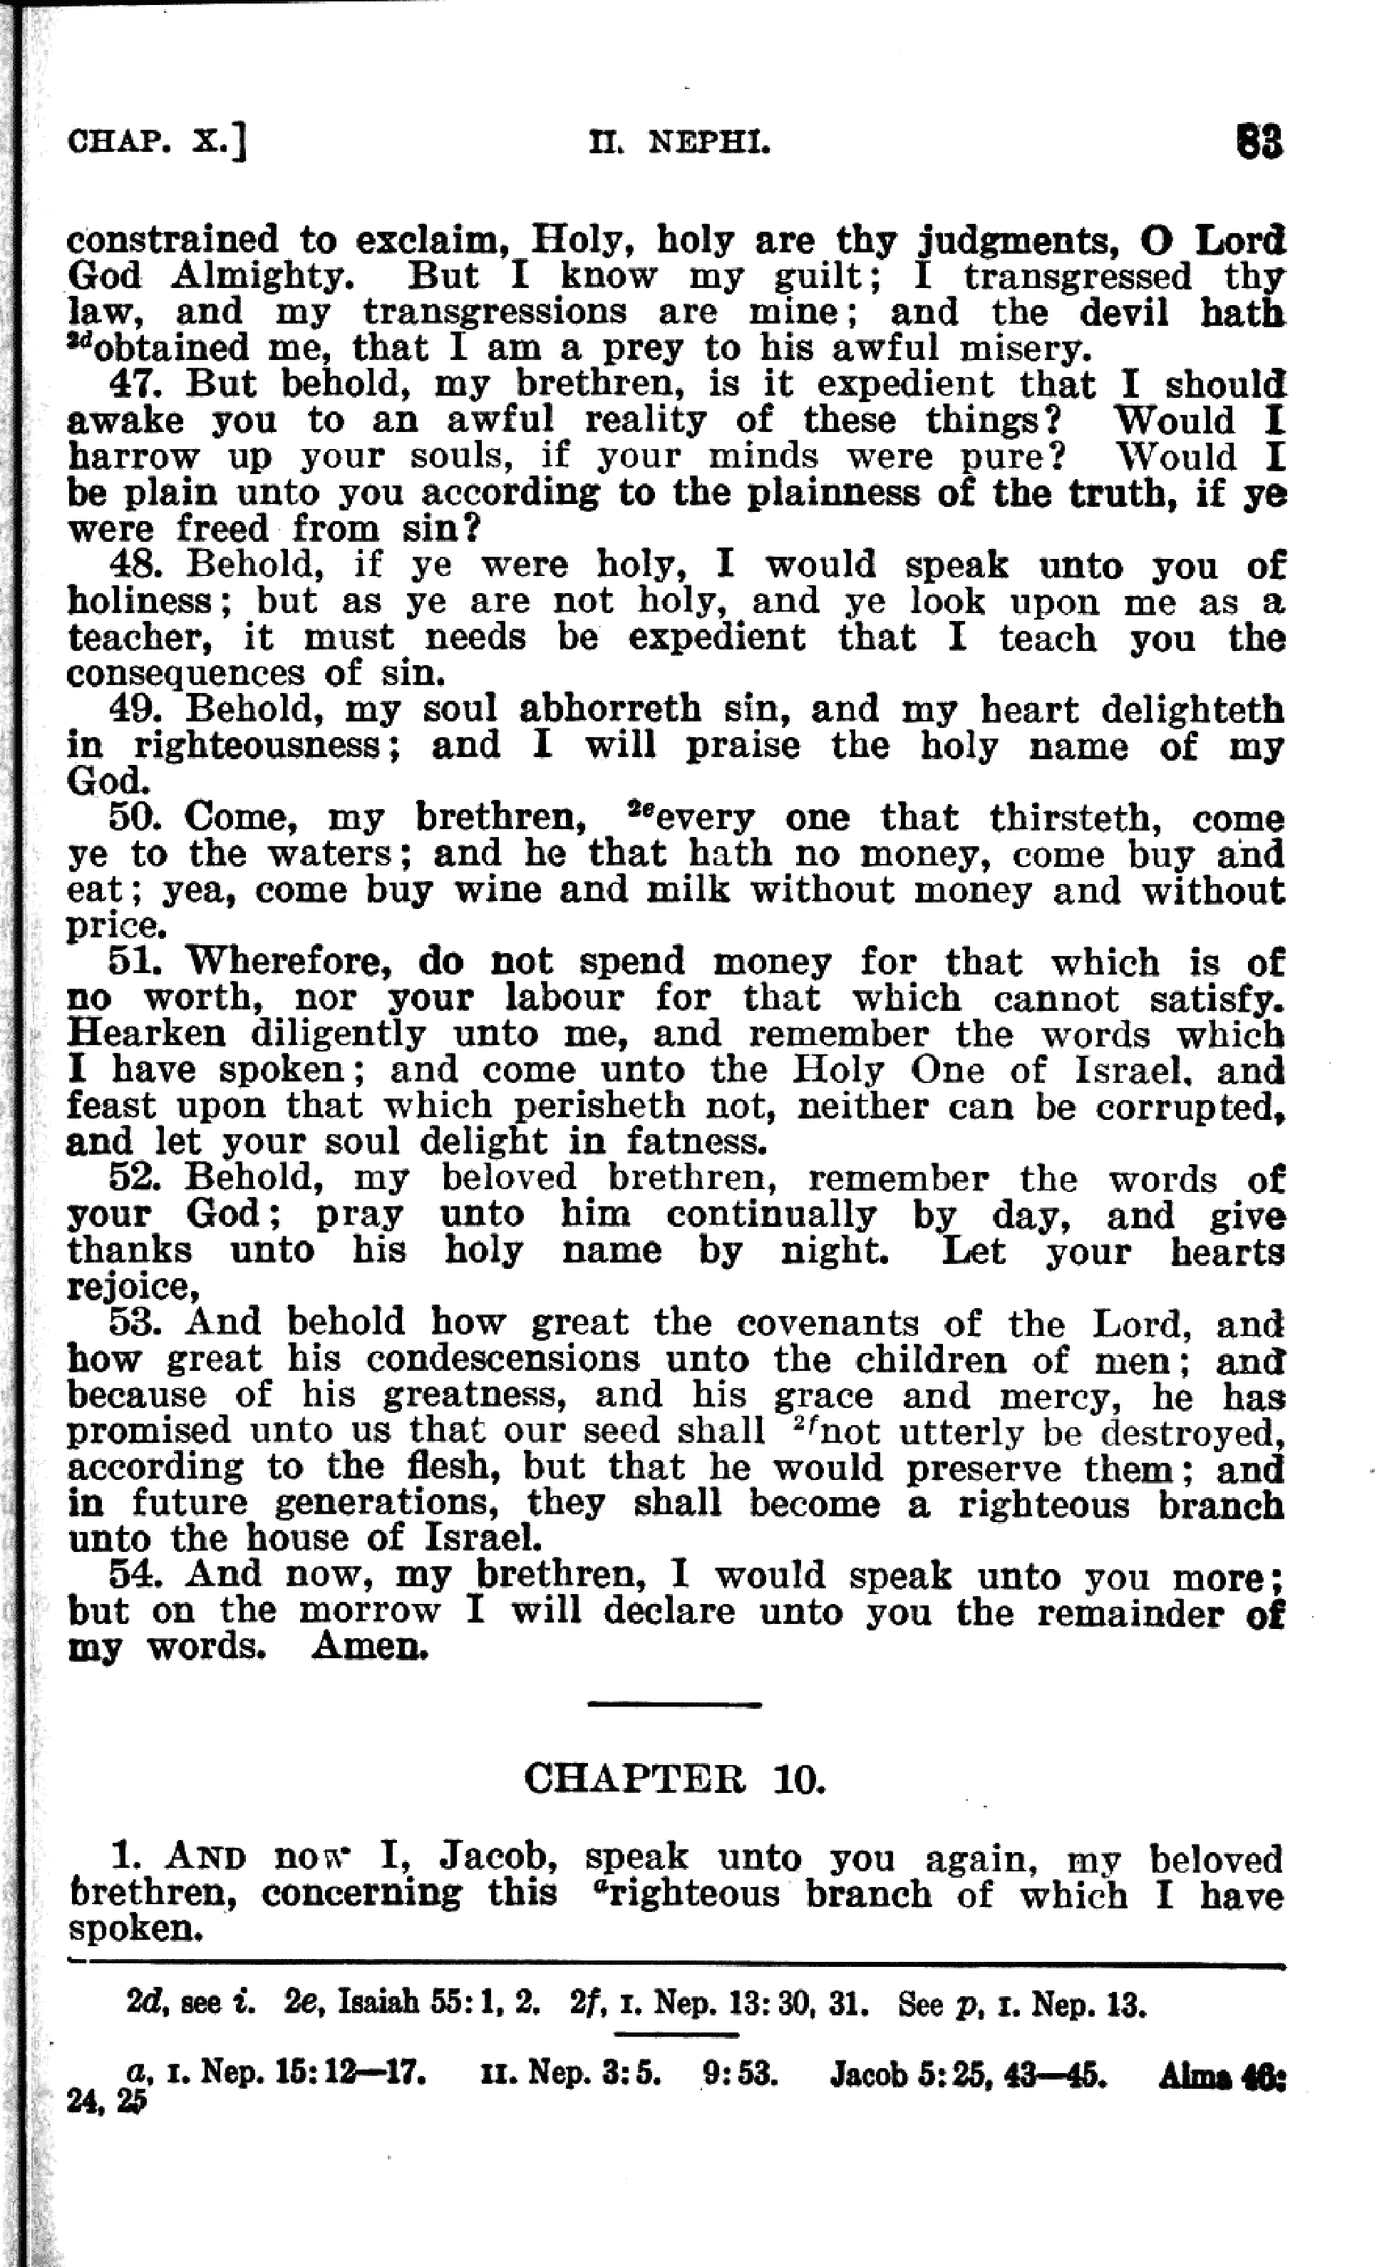 CHAP. X.] II. NEPHI. 83
constrained to exclaim, Holy, holy are thy judgments, O Lord
God Almighty. But I know my guilt; I transgressed thy
law, and my transgressions are mine; and the devil hath
2dobtained me, that I am a prey to his awful misery.
47. But behold, my brethren, is it expedient that I should
awake you to an awful reality of these things? Would I
harrow up your souls, if your minds were pure? Would I
be plain unto you according to the plainness of the truth, if ye
were freed from sin?
48. Behold, if ye were holy, I would speak unto you of
holiness; but as ye are not holy, and ye look upon me as a
teacher, it must needs be expedient that I teach you the
consequences of sin.
49. Behold, my soul abhorreth sin, and my heart delighteth
in righteousness; and I will praise the holy name of my
God.
50. Come, my brethren, 2eevery one that thirsteth, come
ye to the waters; and he that hath no money, come buy and
eat; yea, come buy wine and milk without money and without
price.
51. Wherefore, do not spend money for that which is of
no worth, nor your labour for that which cannot satisfy.
Hearken diligently unto me, and remember the words which
I have spoken; and come unto the Holy One of Israel, and
feast upon that which perisheth not, neither can be corrupted,
and let your soul delight in fatness.
52. Behold, my beloved brethren, remember the words of
your God; pray unto him continually by day, and give
thanks unto his holy name by night. Let your hearts
rejoice,
53. And behold how great the covenants of the Lord, and
how great his condescensions unto the children of men; and
because of his greatness, and his grace and mercy, he has
promised unto us that our seed shall 2fnot utterly be destroyed,
according to the flesh, but that he would preserve them; and
in future generations, they shall become a righteous branch
unto the house of Israel.
54. And now, my brethren, I would speak unto you more;
but on the morrow I will declare unto you the remainder of
my words. Amen.
CHAPTER 10.
1. AND now I, Jacob, speak unto you again, my beloved
brethren, concerning this arighteous branch of which I have
spoken.
2d, see i. 2e, Isaiah 55:1, 2. 2f, I. Nep. 13:30, 31. See p, I. Nep. 13.
a, I. Nep. 15:12—17. II. Nep. 3:5. 9:53. Jacob 5:25, 43—45. Alma 46:
24, 25